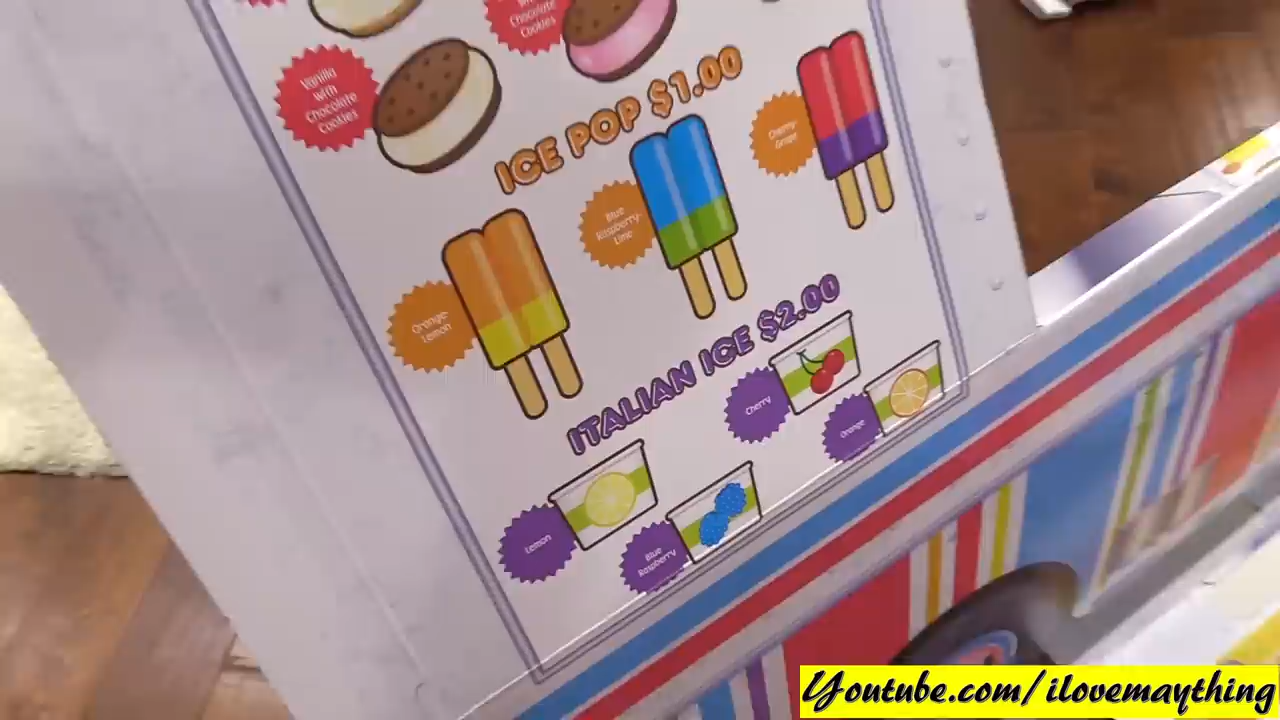 with
Chocolate
Cookies
Vanilla
with
Chocolate
Cookies
ICE POP $1.00
Orange-
Lemon
Blue
Raspberry-
Lime
Cherry-
Grape
ITALIAN ICE $2.00
Lemon
Blue
Raspberry
Cherry
Orange
Youtube.com/ilovemaything